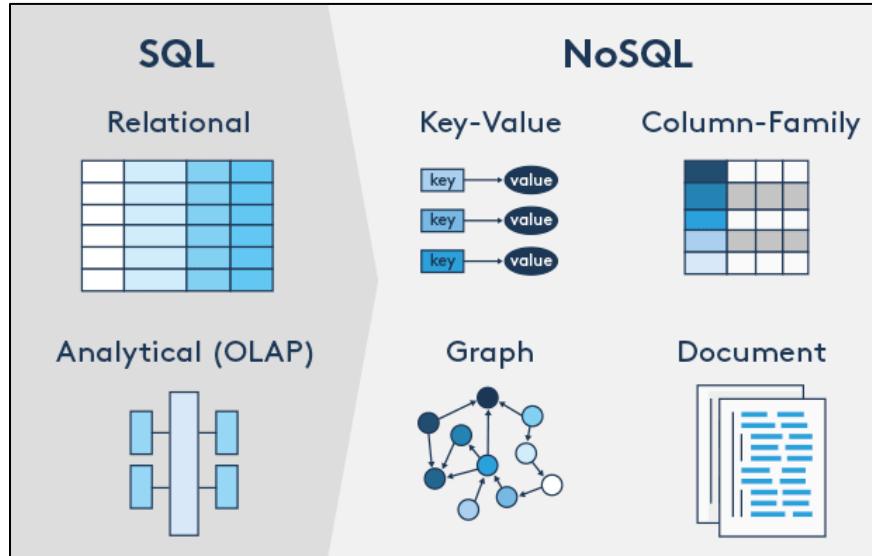 SQL
NoSQL
Relational
Key-Value
Column-Family
key
value
key
value
key
value
Analytical (OLAP)
Graph
Document